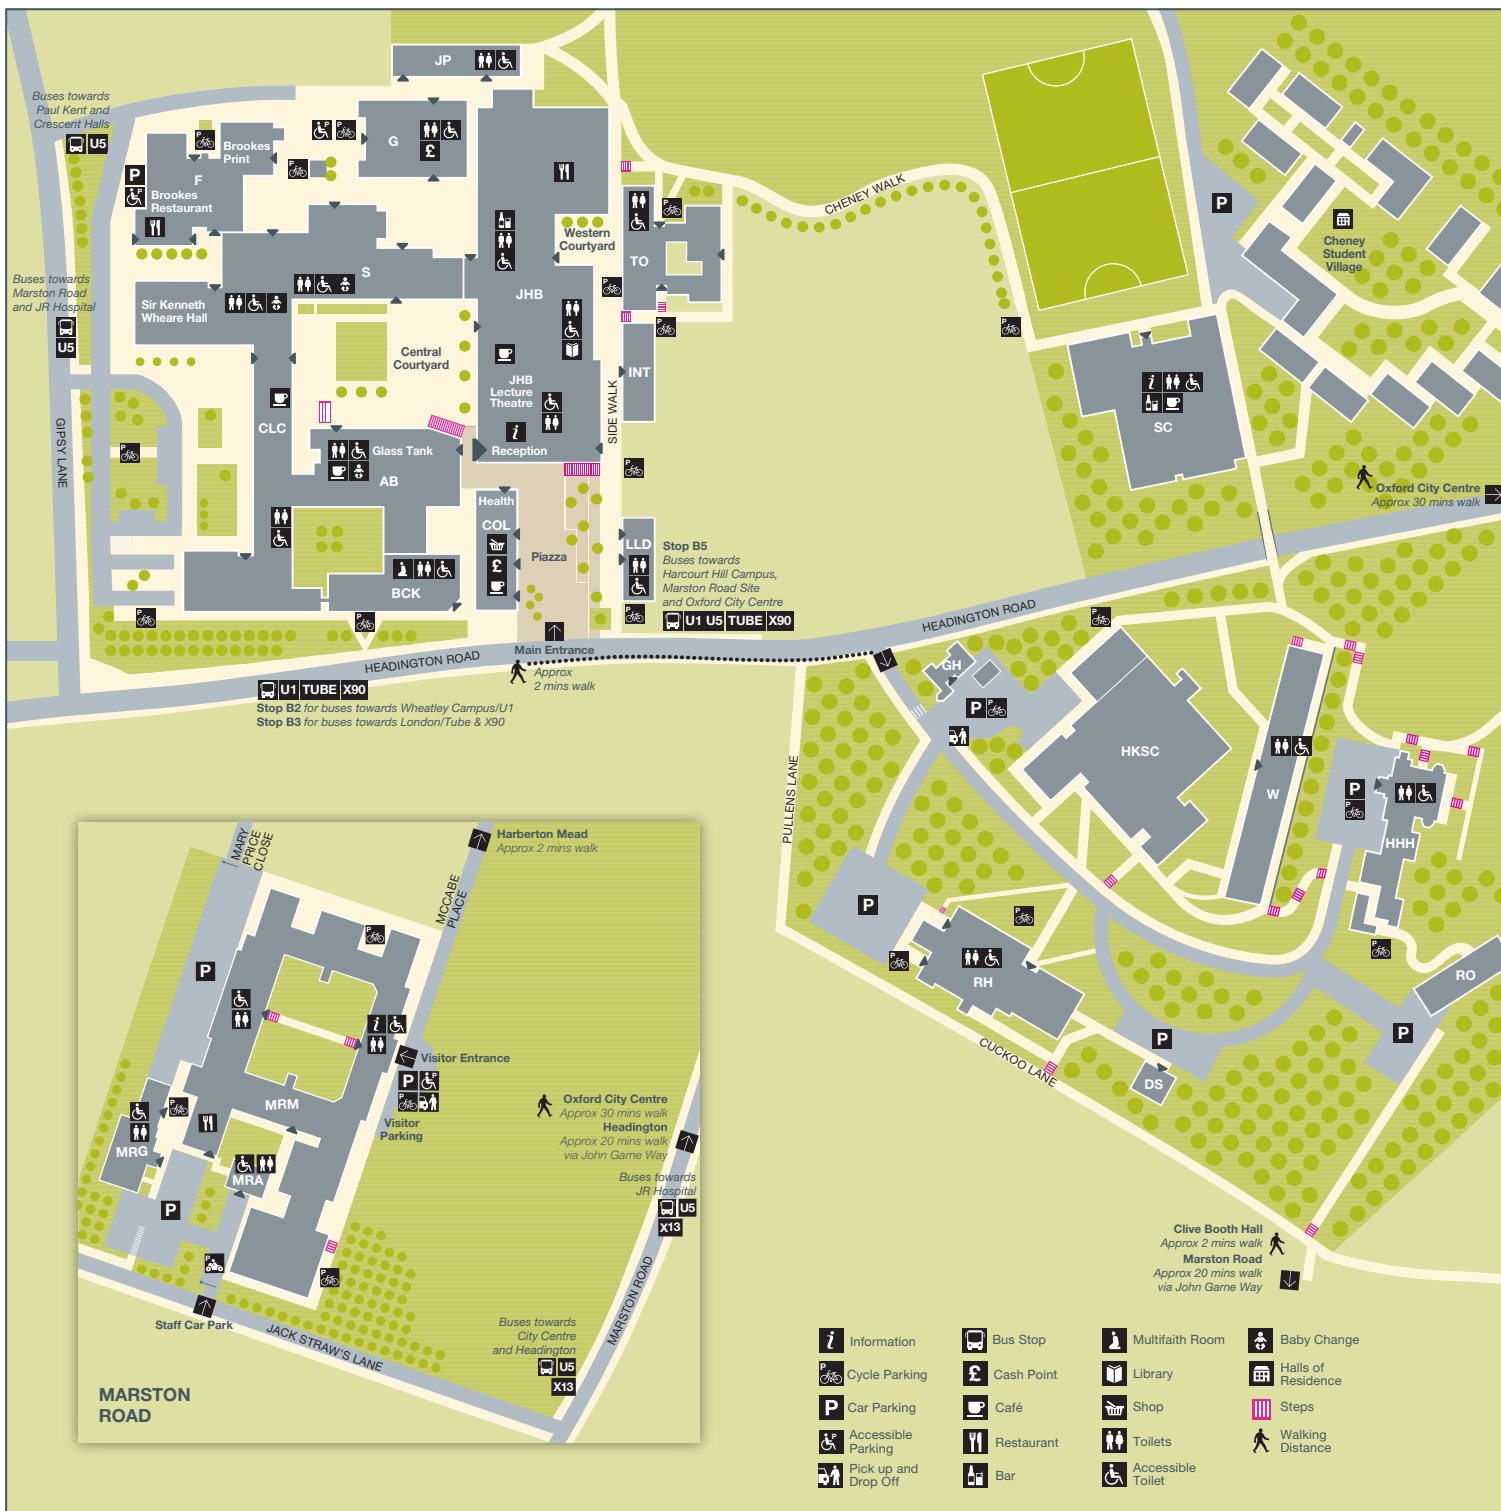 JP
Buses towards
Paul Kent and
Crescent Halls
U5
Brookes
Print
G
£
F
P
Brookes
Restaurant
CHENEY WALK
P
Cheney
Student
Village
Western
Courtyard
TO
S
JHB
Buses towards
Marston Road
and JR Hospital
U5
Sir Kenneth
Wheare Hall
Central
Courtyard
JHB
Lecture
Theatre
INT
SIDE WALK
i
SC
GIPSY LANE
CLC
Glass Tank
i
Reception
AB
Oxford City Centre
Approx 30 mins walk
Health
COL
£
Piazza
LLD
Stop B5
Buses towards
Harcourt Hill Campus,
Marston Road Site
and Oxford City Centre
U1 U5 TUBE X90
BCK
HEADINGTON ROAD
HEADINGTON ROAD
Main Entrance
Approx
2 mins walk
U1 TUBE X90
Stop B2 for buses towards Wheatley Campus/U1
Stop B3 for buses towards London/Tube & X90
GH
P
HKSC
W
P
HHH
PULLENS LANE
P
RH
RO
P
P
CUCKOO LANE
DS
MARY
PRICE
CLOSE
Harberton Mead
Approx 2 mins walk
MCCABE
PLACE
P
i
Visitor Entrance
P
Visitor
Parking
MRM
MRG
MRA
P
Oxford City Centre
Approx 30 mins walk
Headington
Approx 20 mins walk
via John Garne Way
Buses towards
JR Hospital
U5
X13
MARSTON ROAD
Staff Car Park
JACK STRAW'S LANE
Buses towards
City Centre
and Headington
U5
X13
MARSTON
ROAD
Clive Booth Hall
Approx 2 mins walk
Marston Road
Approx 20 mins walk
via John Garne Way
i Information
Bus Stop
Multifaith Room
Baby Change
P Cycle Parking
£ Cash Point
Library
Halls of
Residence
P Car Parking
Café
Shop
Steps
P Accessible
Parking
Restaurant
Toilets
Walking
Distance
Pick up and
Drop Off
Bar
Accessible
Toilet